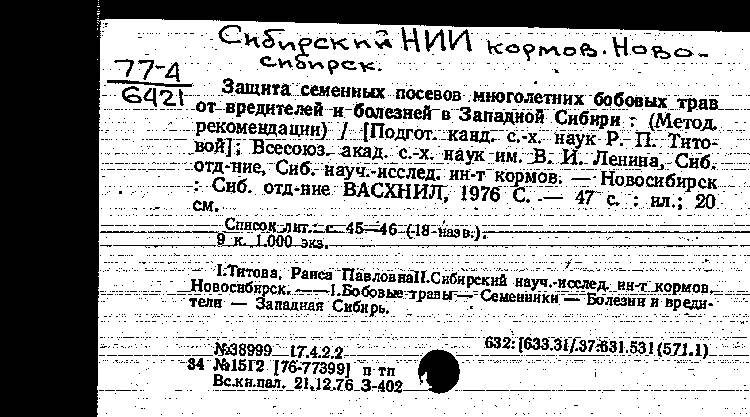 Сибирский НИИ кормов. Ново-
сибирск.
77-4
6421
Защита семенных посевов многолетних бобовых трав
от вредителей и болезней в Западной Сибири : (Метод.
рекомендации) / [Подгот. канд. с.-х. наук Р. П. Тито-
вой]; Всесоюз. акад. с.-х. наук им. В. И. Ленина, Сиб.
отд-ние, Сиб. науч.-исслед. ин-т кормов. — Новосибирск
: Сиб. отд-ние ВАСХНИЛ, 1976 С. — 47 с. : ил.; 20
см.
Список лит.: с. 45—46 (18 назв.).
9 к. 1.000 экз.
I.Титова, Раиса ПавловнаII.Сибирский науч.-исслед. ин-т кормов.
Новосибирск. — 1.Бобовые травы — Семенники — Болезни и вреди-
тели — Западная Сибирь.
632:[633.31/.37:631.531(571.1)
№38999 17.4.2.2
84 №1512 [76-77399] п тп
Вс.кн.пал. 21.12.76 З-402